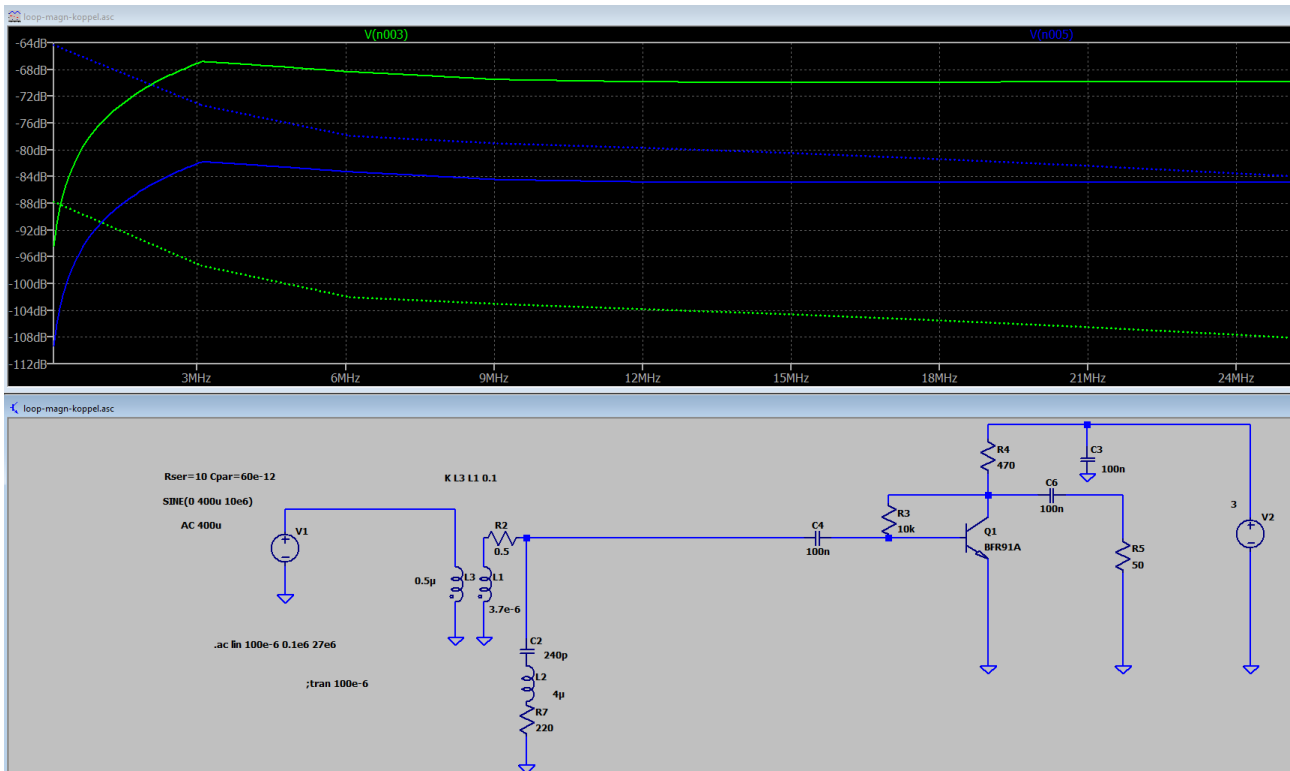 loop-magn-koppel.asc
V(n003)
V(n005)
-64dB
-68dB
-72dB
-76dB
-80dB
-84dB
-88dB
-92dB
-96dB
-100dB
-104dB
-108dB
-112dB
3MHz
6MHz
9MHz
12MHz
15MHz
18MHz
21MHz
24MHz
loop-magn-koppel.asc
Rser=10 Cpar=60e-12
SINE(0 400u 10e6)
AC 400u
V1
K L3 L1 0.1
0.5µ
L3
L1
3.7e-6
R2
0.5
C2
240p
L2
4µ
R7
220
.ac lin 100e-6 0.1e6 27e6
;tran 100e-6
C4
100n
R3
10k
R4
470
Q1
BFR91A
C3
100n
C6
100n
R5
50
3
V2